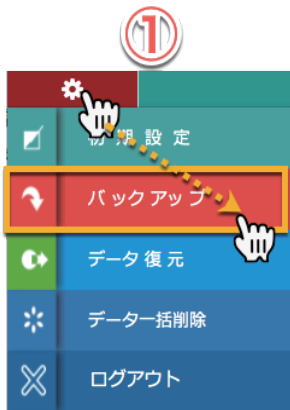 ①
初期設定
バックアップ
データ復元
データ一括削除
ログアウト